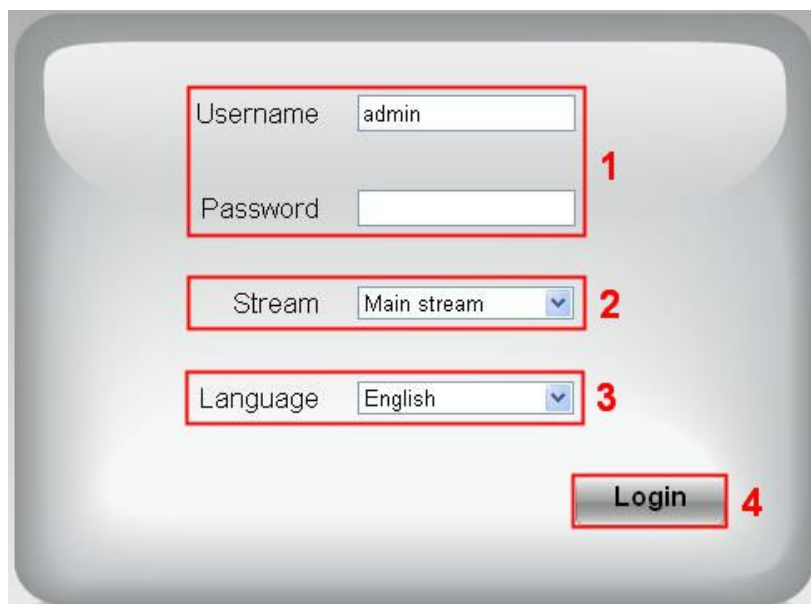 Username admin
1
Password
Stream Main stream 2
Language English 3
Login 4